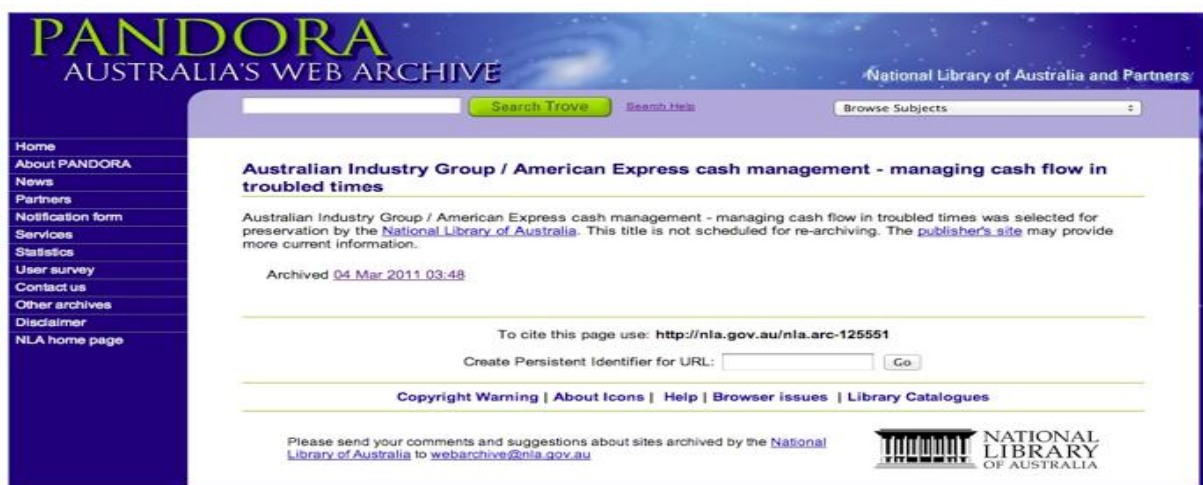 PANDORA
AUSTRALIA'S WEB ARCHIVE
National Library of Australia and Partners
Search Trove
Search Help
Browse Subjects
Home
About PANDORA
News
Partners
Notification form
Services
Statistics
User survey
Contact us
Other archives
Disclaimer
NLA home page
Australian Industry Group / American Express cash management - managing cash flow in
troubled times
Australian Industry Group / American Express cash management - managing cash flow in troubled times was selected for
preservation by the National Library of Australia. This title is not scheduled for re-archiving. The publisher's site may provide
more current information.
Archived 04 Mar 2011 03:48
To cite this page use: http://nla.gov.au/nla.arc-125551
Create Persistent Identifier for URL:
Go
Copyright Warning | About Icons | Help | Browser issues | Library Catalogues
Please send your comments and suggestions about sites archived by the National
Library of Australia to webarchive@nla.gov.au
NATIONAL
LIBRARY
OF AUSTRALIA